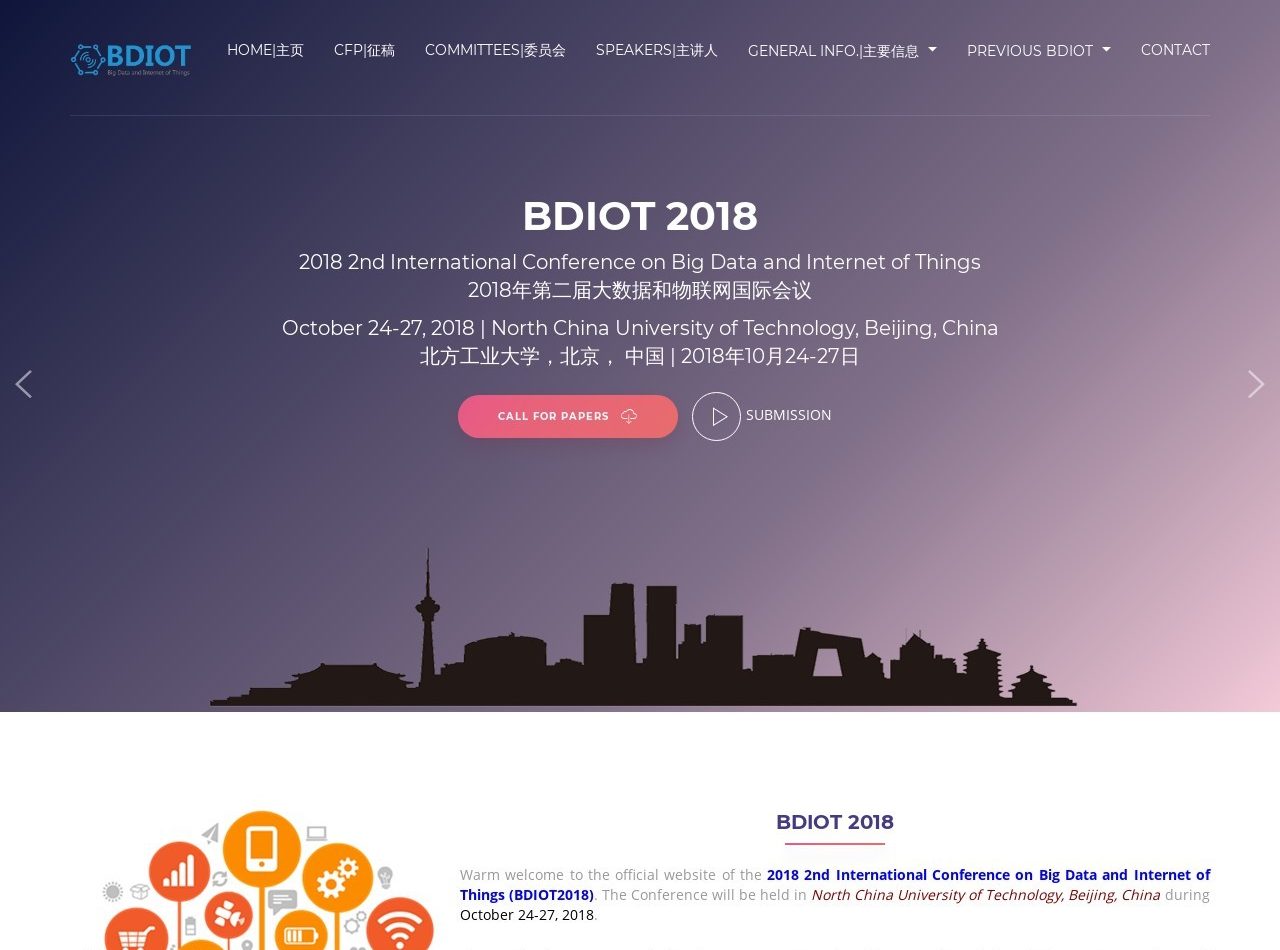 BDIOT
Big Data and Internet of Things
HOME|主页
CFP|征稿
COMMITTEES|委员会
SPEAKERS|主讲人
GENERAL INFO.|主要信息
PREVIOUS BDIOT
CONTACT
BDIOT 2018
2018 2nd International Conference on Big Data and Internet of Things
2018年第二届大数据和物联网国际会议
October 24-27, 2018 | North China University of Technology, Beijing, China
北方工业大学，北京， 中国 | 2018年10月24-27日
CALL FOR PAPERS
SUBMISSION
BDIOT 2018
Warm welcome to the official website of the 2018 2nd International Conference on Big Data and Internet of
Things (BDIOT2018). The Conference will be held in North China University of Technology, Beijing, China during
October 24-27, 2018.